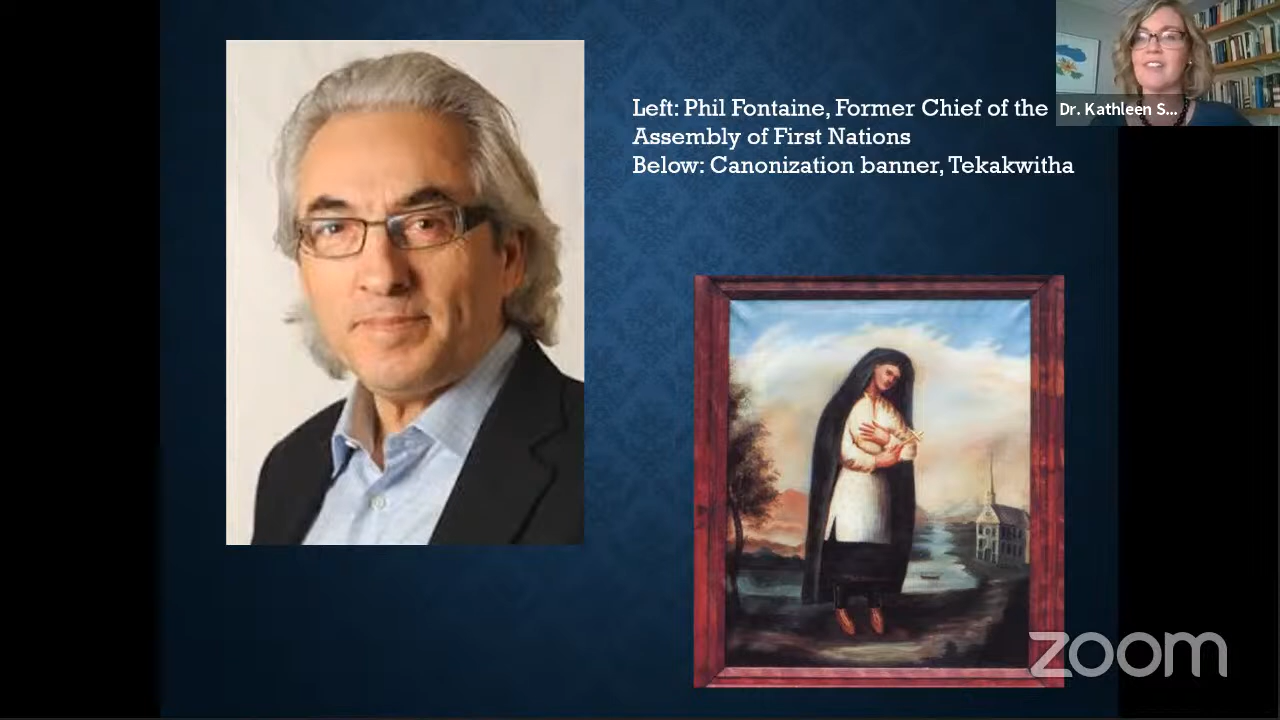 Left: Phil Fontaine, Former Chief of the
Assembly of First Nations
Below: Canonization banner, Tekakwitha
Dr. Kathleen S...
zoom